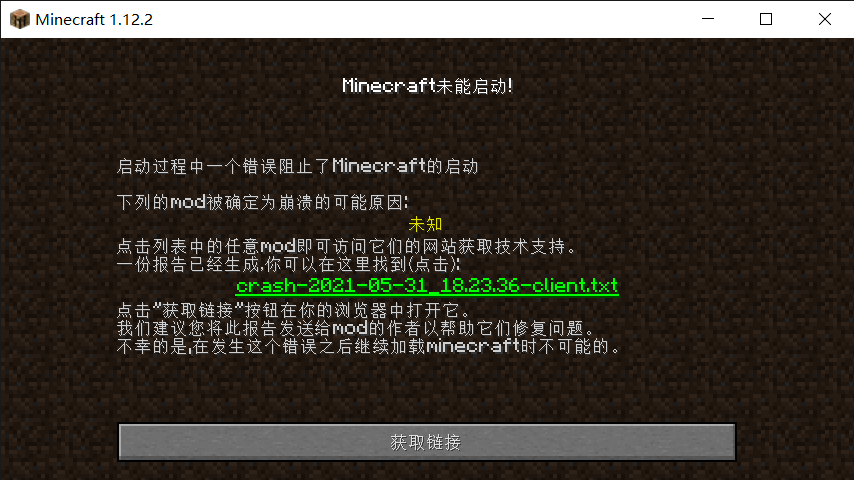 Minecraft 1.12.2
Minecraft未能启动!
启动过程中一个错误阻止了Minecraft的启动
下列的mod被确定为崩溃的可能原因:
未知
点击列表中的任意mod即可访问它们的网站获取技术支持。
一份报告已经生成,你可以在这里找到(点击):
crash-2021-05-31_18.23.36-client.txt
点击"获取链接"按钮在你的浏览器中打开它。
我们建议您将此报告发送给mod的作者以帮助它们修复问题。
不幸的是,在发生这个错误之后继续加载minecraft时不可能的。
获取链接